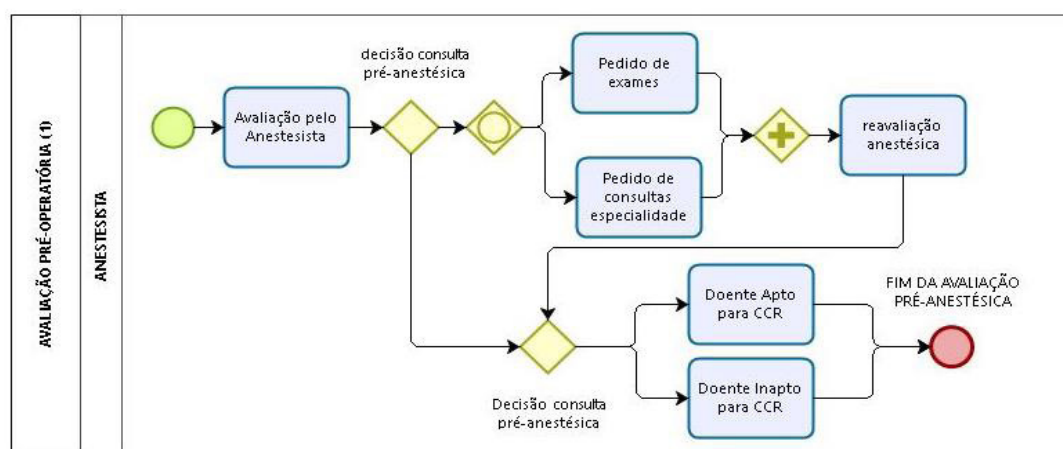 AVALIAÇÃO PRÉ-OPERATÓRIA (1)
ANESTESISTA
decisão consulta
pré-anestésica
Avaliação pelo
Anestesista
Pedido de
exames
Pedido de
consultas
especialidade
reavaliação
anestésica
Decisão consulta
pré-anestésica
Doente Apto
para CCR
Doente Inapto
para CCR
FIM DA AVALIAÇÃO
PRÉ-ANESTÉSICA